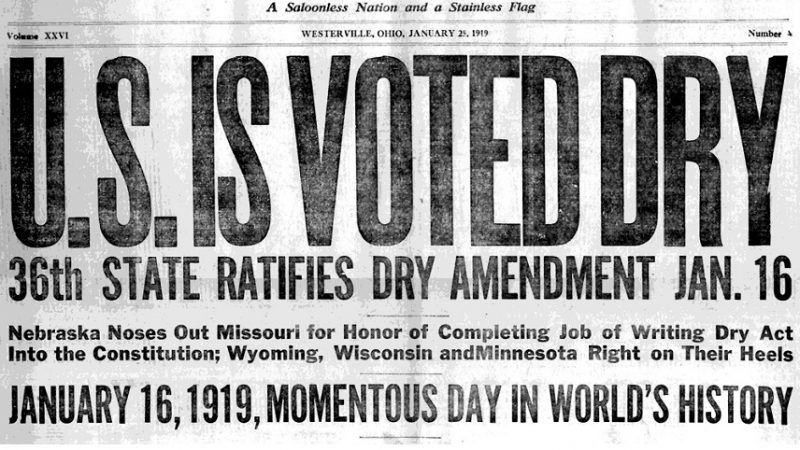 A Saloonless Nation and a Stainless Flag
Volume XXVI WESTERVILLE, OHIO, JANUARY 25, 1919 Number 4
U.S. IS VOTED DRY
36th STATE RATIFIES DRY AMENDMENT JAN. 16
Nebraska Noses Out Missouri for Honor of Completing Job of Writing Dry Act
Into the Constitution; Wyoming, Wisconsin andMinnesota Right on Their Heels
JANUARY 16, 1919, MOMENTOUS DAY IN WORLD'S HISTORY